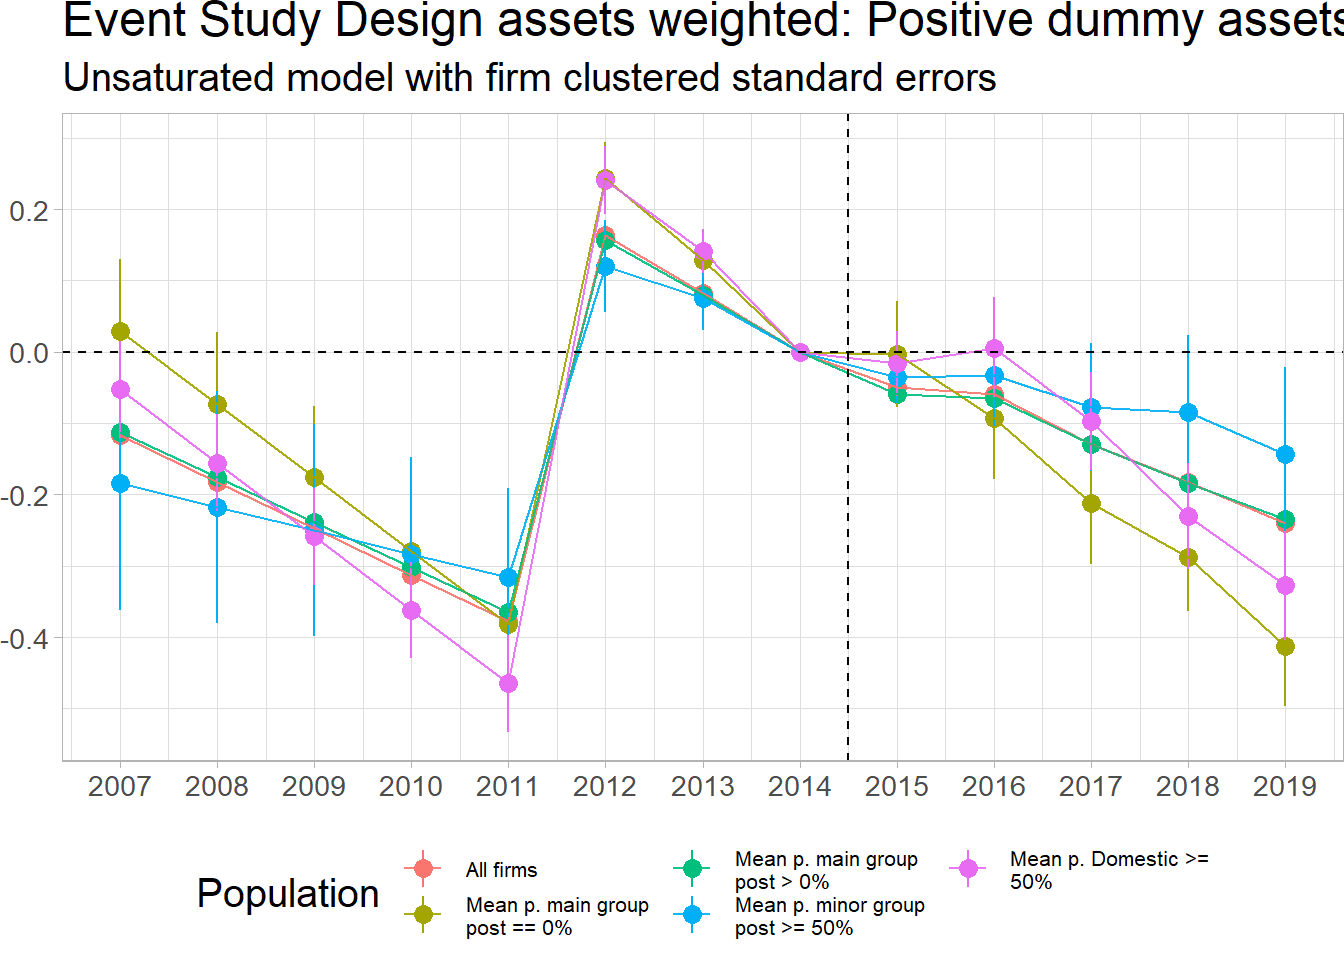 Event Study Design assets weighted: Positive dummy assets
Unsaturated model with firm clustered standard errors
0.2
0.0
-0.2
-0.4
2007 2008 2009 2010 2011 2012 2013 2014 2015 2016 2017 2018 2019
Population
All firms
Mean p. main group
post == 0%
Mean p. main group
post > 0%
Mean p. minor group
post >= 50%
Mean p. Domestic >=
50%